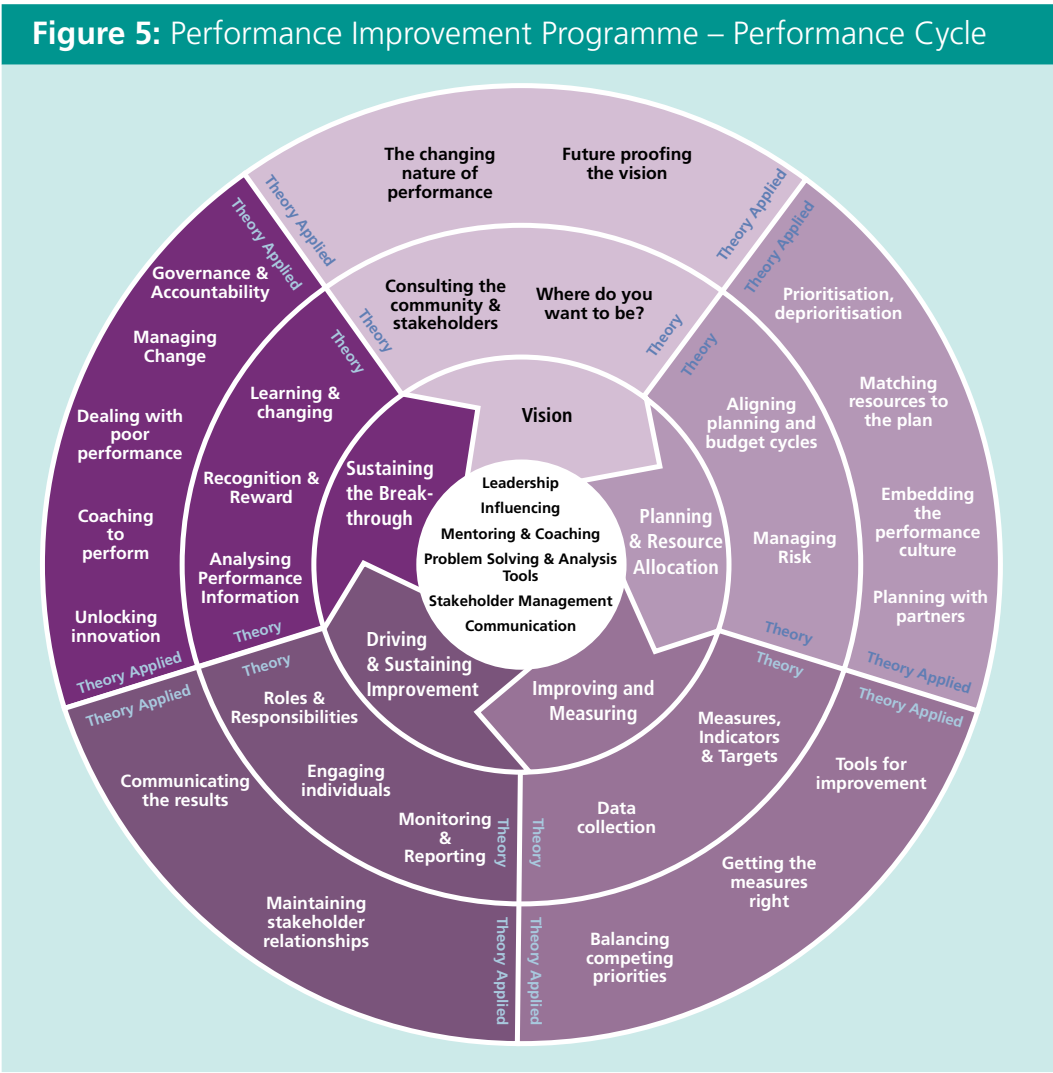 Figure 5: Performance Improvement Programme – Performance Cycle
The changing
nature of
performance
Future proofing
the vision
Theory Applied
Theory Applied
Consulting the
community &
stakeholders
Where do you
want to be?
Theory
Theory
Vision
Theory Applied
Prioritisation,
deprioritisation
Matching
resources to
the plan
Embedding
the
performance
culture
Planning with
partners
Theory Applied
Theory
Aligning
planning and
budget cycles
Managing
Risk
Theory
Planning
& Resource
Allocation
Theory Applied
Tools for
improvement
Getting the
measures
right
Balancing
competing
priorities
Theory Applied
Theory
Measures,
Indicators
& Targets
Data
collection
Theory
Improving and
Measuring
Theory Applied
Communicating
the results
Maintaining
stakeholder
relationships
Theory Applied
Theory
Roles &
Responsibilities
Engaging
individuals
Monitoring
&
Reporting
Theory
Driving
& Sustaining
Improvement
Theory Applied
Governance &
Accountability
Managing
Change
Dealing with
poor
performance
Coaching
to
perform
Unlocking
innovation
Theory Applied
Theory
Learning &
changing
Recognition &
Reward
Analysing
Performance
Information
Theory
Sustaining
the Break-
through
Leadership
Influencing
Mentoring & Coaching
Problem Solving & Analysis
Tools
Stakeholder Management
Communication